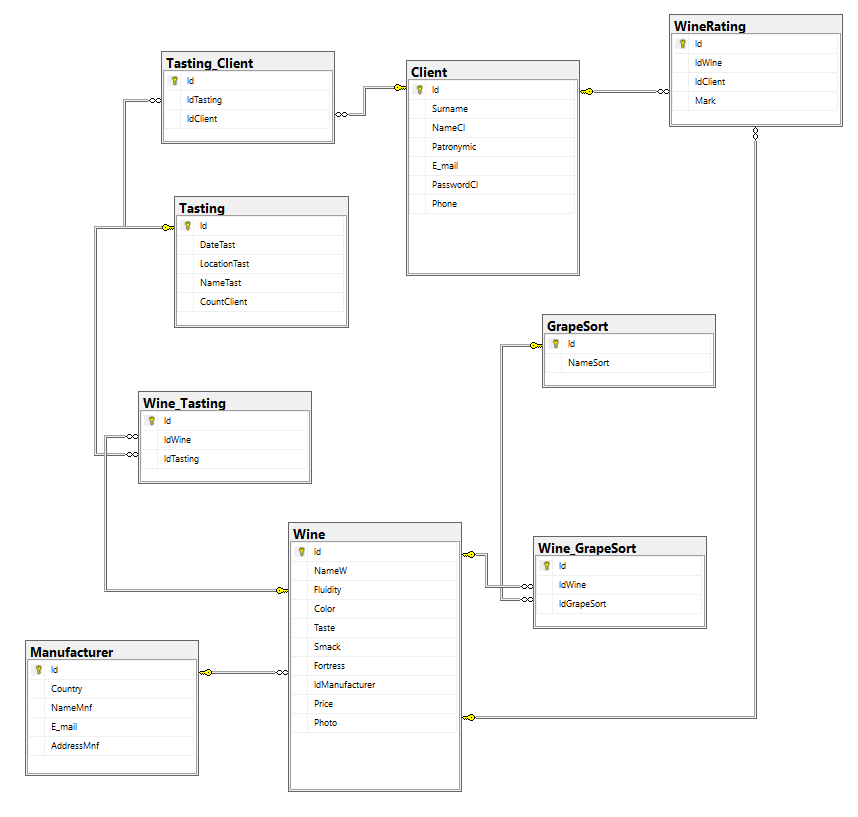 Tasting_Client
Id
IdTasting
IdClient
Client
Id
Surname
NameCl
Patronymic
E_mail
PasswordCl
Phone
WineRating
Id
IdWIne
IdClient
Mark
Tasting
Id
DateTast
LocationTast
NameTast
CountClient
GrapeSort
Id
NameSort
Wine_Tasting
Id
IdWine
IdTasting
Wine
Id
NameW
Fluidity
Color
Taste
Smack
Fortress
IdManufacturer
Price
Photo
Wine_GrapeSort
Id
IdWine
IdGrapeSort
Manufacturer
Id
Country
NameMnf
E_mail
AddressMnf